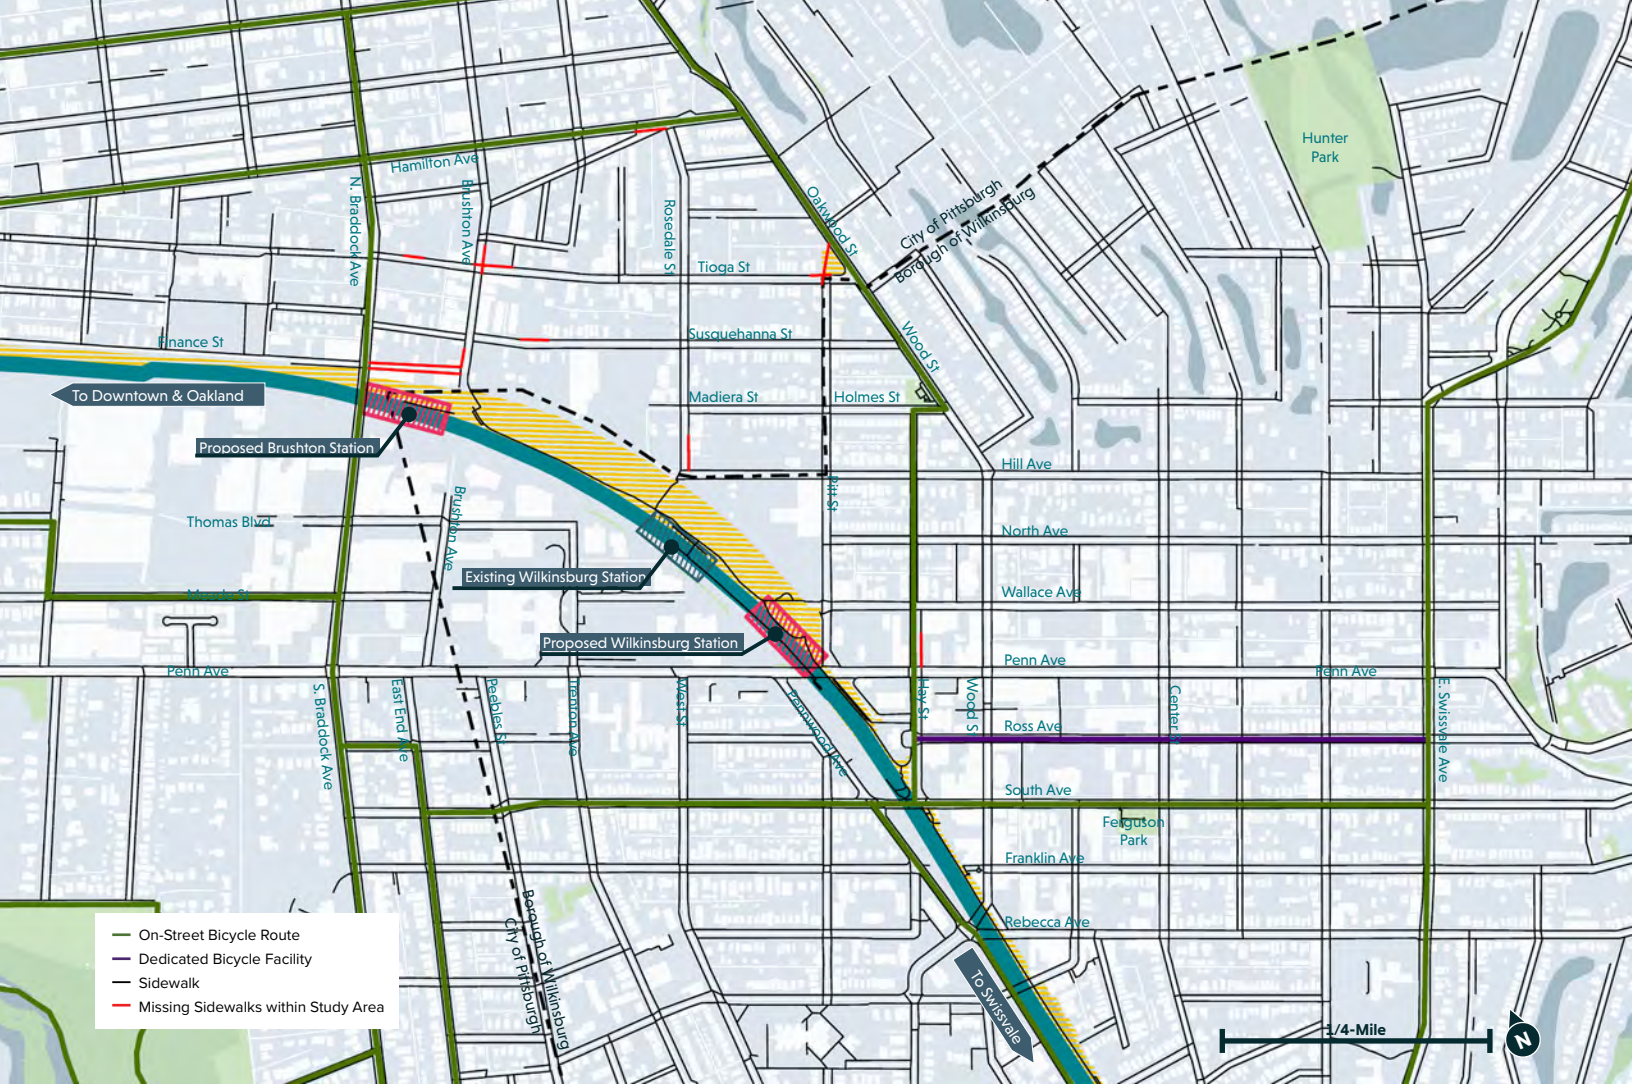 Hunter
Park
Hamilton Ave
N. Braddock Ave
Brushton Ave
Rosedale St
Oakwood St
City of Pittsburgh
Borough of Wilkinsburg
Tioga St
Susquehanna St
Wood St
Finance St
To Downtown & Oakland
Madiera St
Holmes St
Proposed Brushton Station
Hill Ave
Pitt St
Brushton Ave
Thomas Blvd
North Ave
Existing Wilkinsburg Station
Meade St
Wallace Ave
Proposed Wilkinsburg Station
Penn Ave
Penn Ave
Penn Ave
S. Braddock Ave
East End Ave
Peebles St
Trenton Ave
West St
Pennwood Ave
Hay St
Wood St
Center St
E. Swissvale Ave
Ross Ave
South Ave
Ferguson
Park
Franklin Ave
Rebecca Ave
Borough of Wilkinsburg
City of Pittsburgh
To Swissvale
On-Street Bicycle Route
Dedicated Bicycle Facility
Sidewalk
Missing Sidewalks within Study Area
1/4-Mile
N